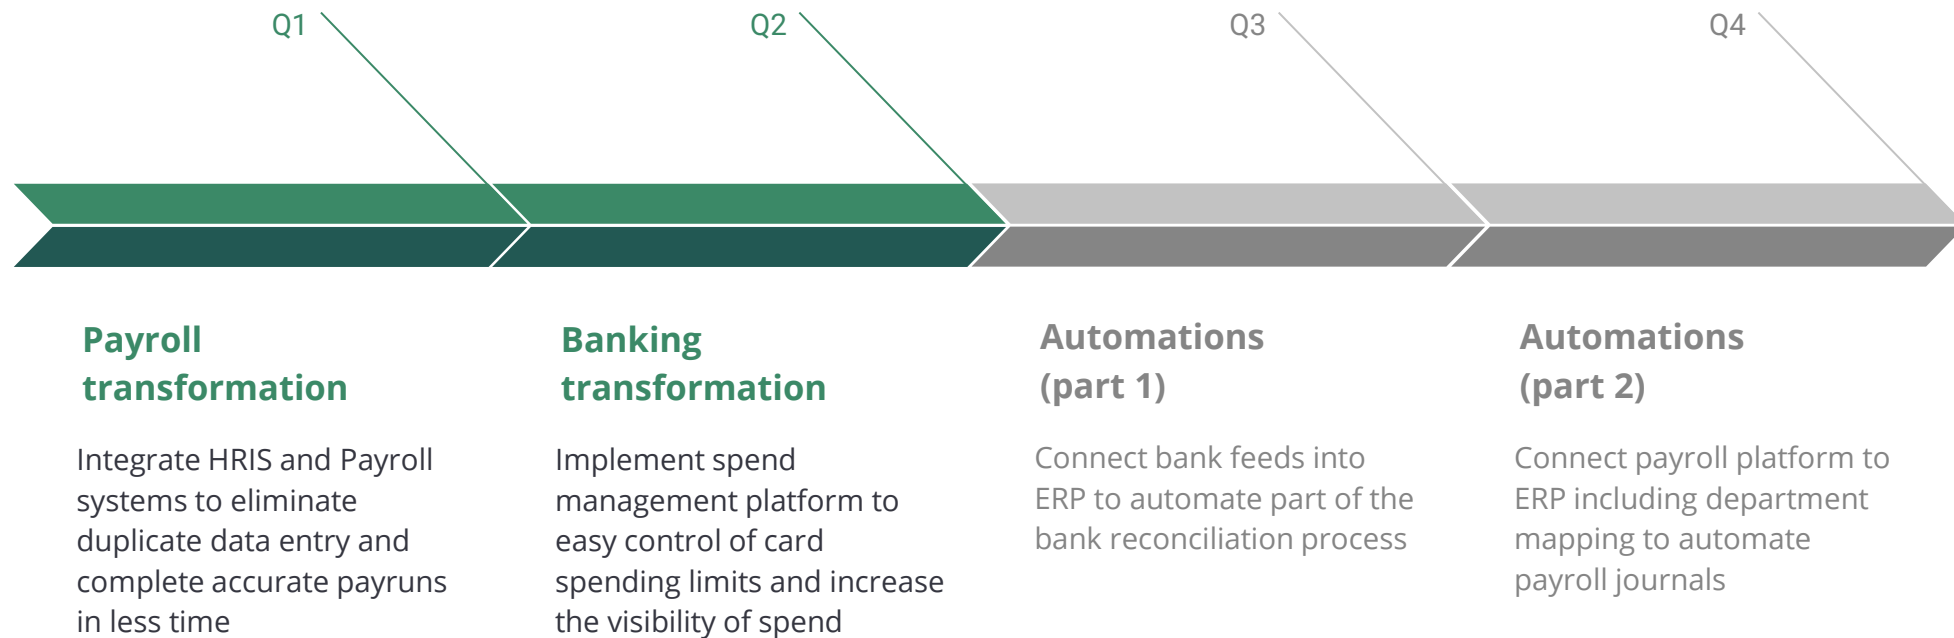 Q1
Q2
Q3
Q4
Payroll
transformation
Integrate HRIS and Payroll
systems to eliminate
duplicate data entry and
complete accurate payruns
in less time
Banking
transformation
Implement spend
management platform to
easy control of card
spending limits and increase
the visibility of spend
Automations
(part 1)
Connect bank feeds into
ERP to automate part of the
bank reconciliation process
Automations
(part 2)
Connect payroll platform to
ERP including department
mapping to automate
payroll journals